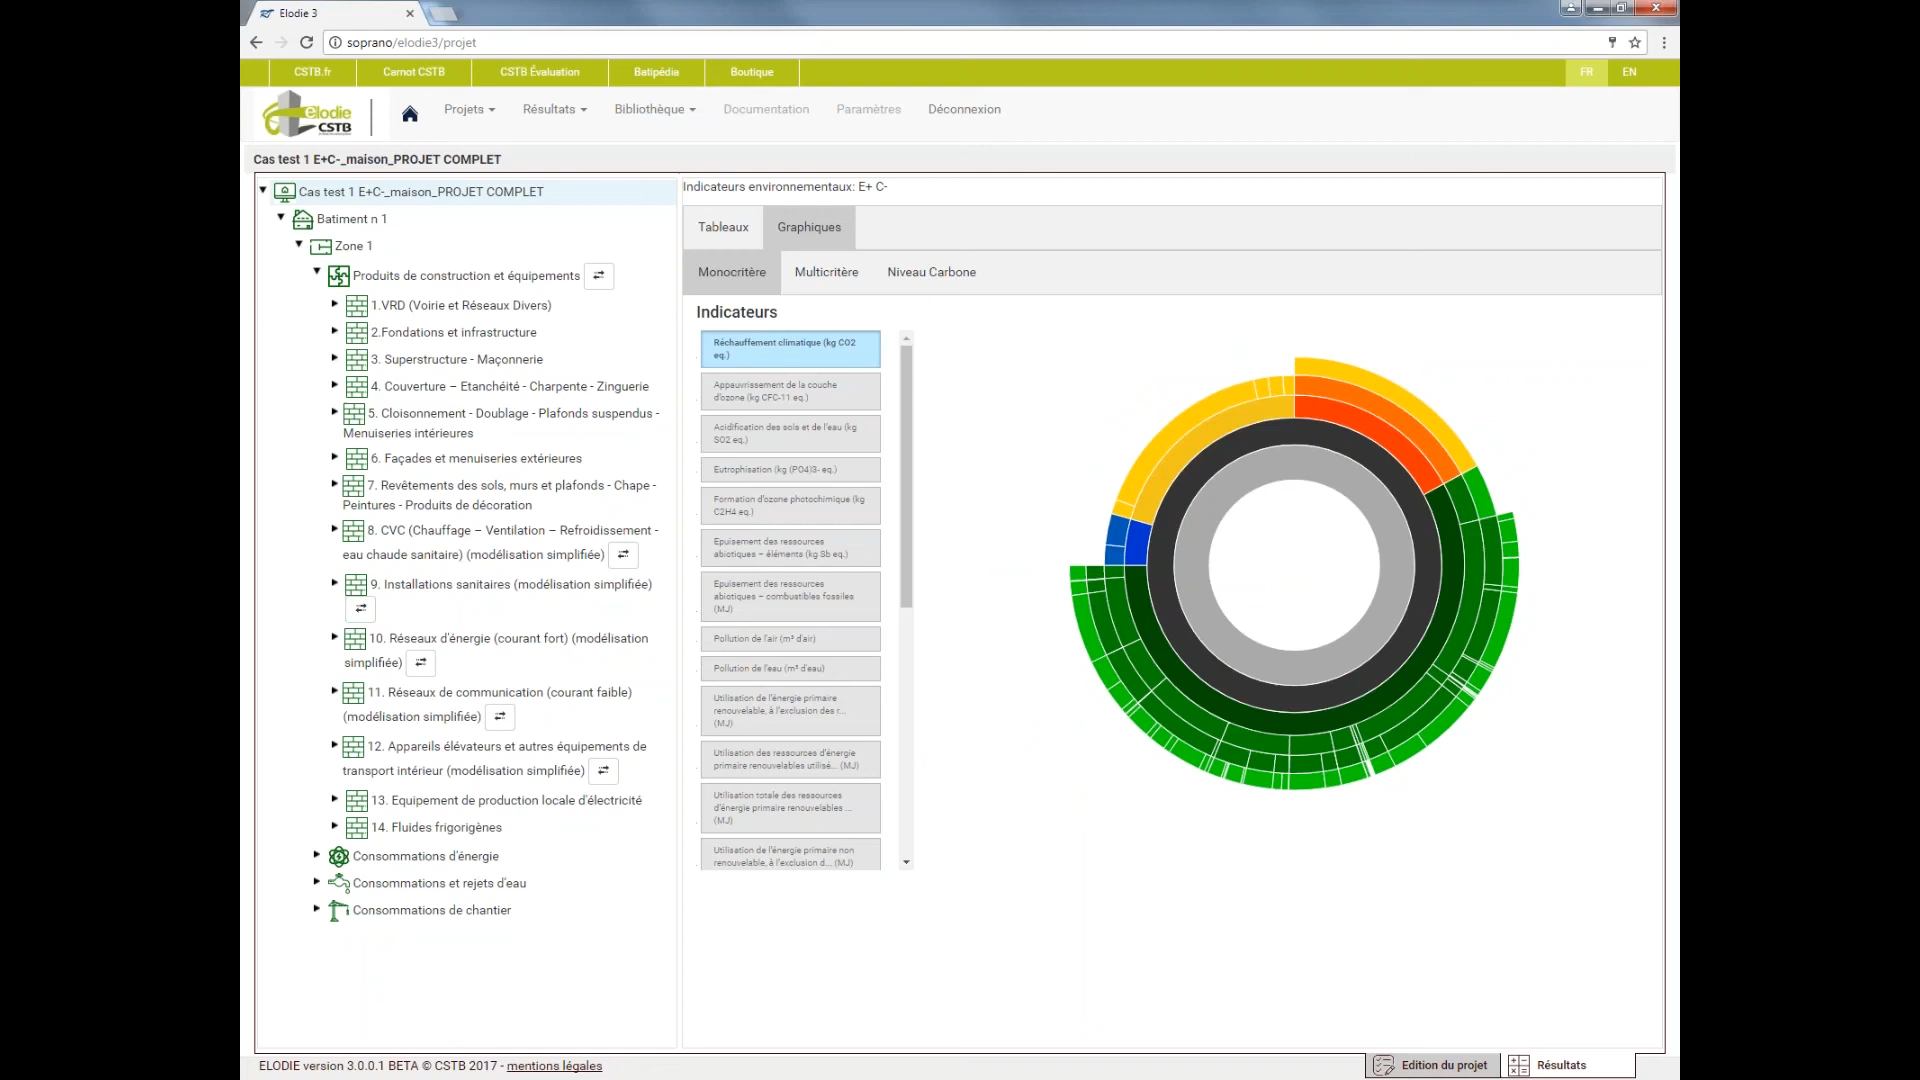 Elodie 3
soprano/elodie3/projet
CSTB.fr
Carnot CSTB
CSTB Évaluation
Batipédia
Boutique
FR
EN
elodie
CSTB
Projets
Résultats
Bibliothèque
Documentation
Paramètres
Déconnexion
Cas test 1 E+C-_maison_PROJET COMPLET
Cas test 1 E+C-_maison_PROJET COMPLET
Batiment n 1
Zone 1
Produits de construction et équipements
1.VRD (Voirie et Réseaux Divers)
2.Fondations et infrastructure
3. Superstructure - Maçonnerie
4. Couverture – Etanchéité - Charpente - Zinguerie
5. Cloisonnement - Doublage - Plafonds suspendus -
Menuiseries intérieures
6. Façades et menuiseries extérieures
7. Revêtements des sols, murs et plafonds - Chape -
Peintures - Produits de décoration
8. CVC (Chauffage – Ventilation – Refroidissement -
eau chaude sanitaire) (modélisation simplifiée)
9. Installations sanitaires (modélisation simplifiée)
10. Réseaux d'énergie (courant fort) (modélisation
simplifiée)
11. Réseaux de communication (courant faible)
(modélisation simplifiée)
12. Appareils élévateurs et autres équipements de
transport intérieur (modélisation simplifiée)
13. Equipement de production locale d'électricité
14. Fluides frigorigènes
Consommations d'énergie
Consommations et rejets d'eau
Consommations de chantier
Indicateurs environnementaux: E+ C-
Tableaux
Graphiques
Monocritère
Multicritère
Niveau Carbone
Indicateurs
Réchauffement climatique (kg CO2
eq.)
Appauvrissement de la couche
d'ozone (kg CFC-11 eq.)
Acidification des sols et de l'eau (kg
SO2 eq.)
Eutrophisation (kg (PO4)3- eq.)
Formation d'ozone photochimique (kg
C2H4 eq.)
Epuisement des ressources
abiotiques – éléments (kg Sb eq.)
Epuisement des ressources
abiotiques – combustibles fossiles
(MJ)
Pollution de l'air (m³ d'air)
Pollution de l'eau (m³ d'eau)
Utilisation de l'énergie primaire
renouvelable, à l'exclusion des r...
(MJ)
Utilisation des ressources d'énergie
primaire renouvelables utilisé... (MJ)
Utilisation totale des ressources
d'énergie primaire renouvelables ...
(MJ)
Utilisation de l'énergie primaire non
renouvelable, à l'exclusion d... (MJ)
ELODIE version 3.0.0.1 BETA © CSTB 2017 - mentions légales
Edition du projet
Résultats